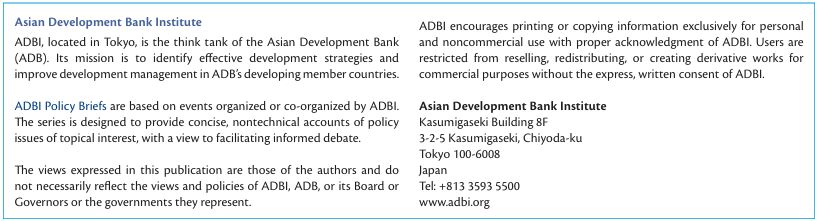 Asian Development Bank Institute
ADBI, located in Tokyo, is the think tank of the Asian Development Bank
(ADB). Its mission is to identify effective development strategies and
improve development management in ADB's developing member countries.
ADBI Policy Briefs are based on events organized or co-organized by ADBI.
The series is designed to provide concise, nontechnical accounts of policy
issues of topical interest, with a view to facilitating informed debate.
The views expressed in this publication are those of the authors and do
not necessarily reflect the views and policies of ADBI, ADB, or its Board or
Governors or the governments they represent.
ADBI encourages printing or copying information exclusively for personal
and noncommercial use with proper acknowledgment of ADBI. Users are
restricted from reselling, redistributing, or creating derivative works for
commercial purposes without the express, written consent of ADBI.
Asian Development Bank Institute
Kasumigaseki Building 8F
3-2-5 Kasumigaseki, Chiyoda-ku
Tokyo 100-6008
Japan
Tel: +813 3593 5500
www.adbi.org